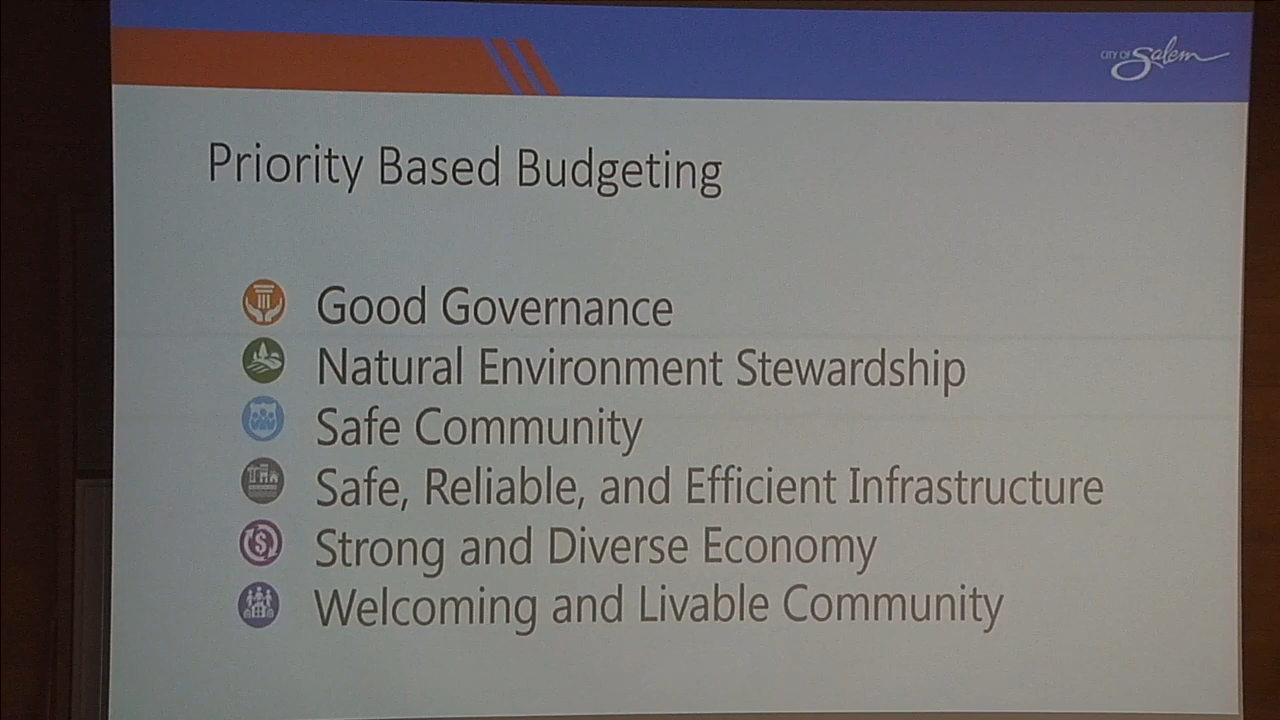 CITY OF Salem
Priority Based Budgeting
Good Governance
Natural Environment Stewardship
Safe Community
Safe, Reliable, and Efficient Infrastructure
$
Strong and Diverse Economy
Welcoming and Livable Community